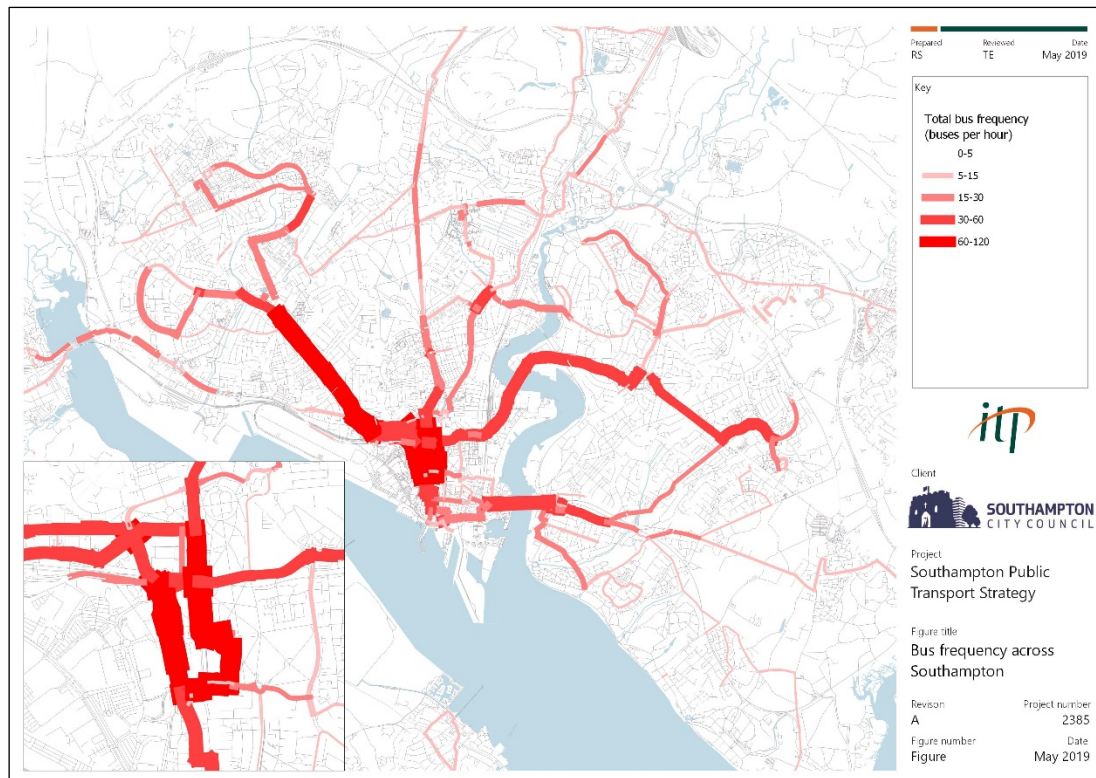 Prepared Reviewed Date
RS TE May 2019
Key
Total bus frequency
(buses per hour)
0-5
5-15
15-30
30-60
60-120
itp
Client
SOUTHAMPTON
CITY COUNCIL
Project
Southampton Public
Transport Strategy
Figure title
Bus frequency across
Southampton
Revison Project number
A 2385
Figure number Date
Figure May 2019